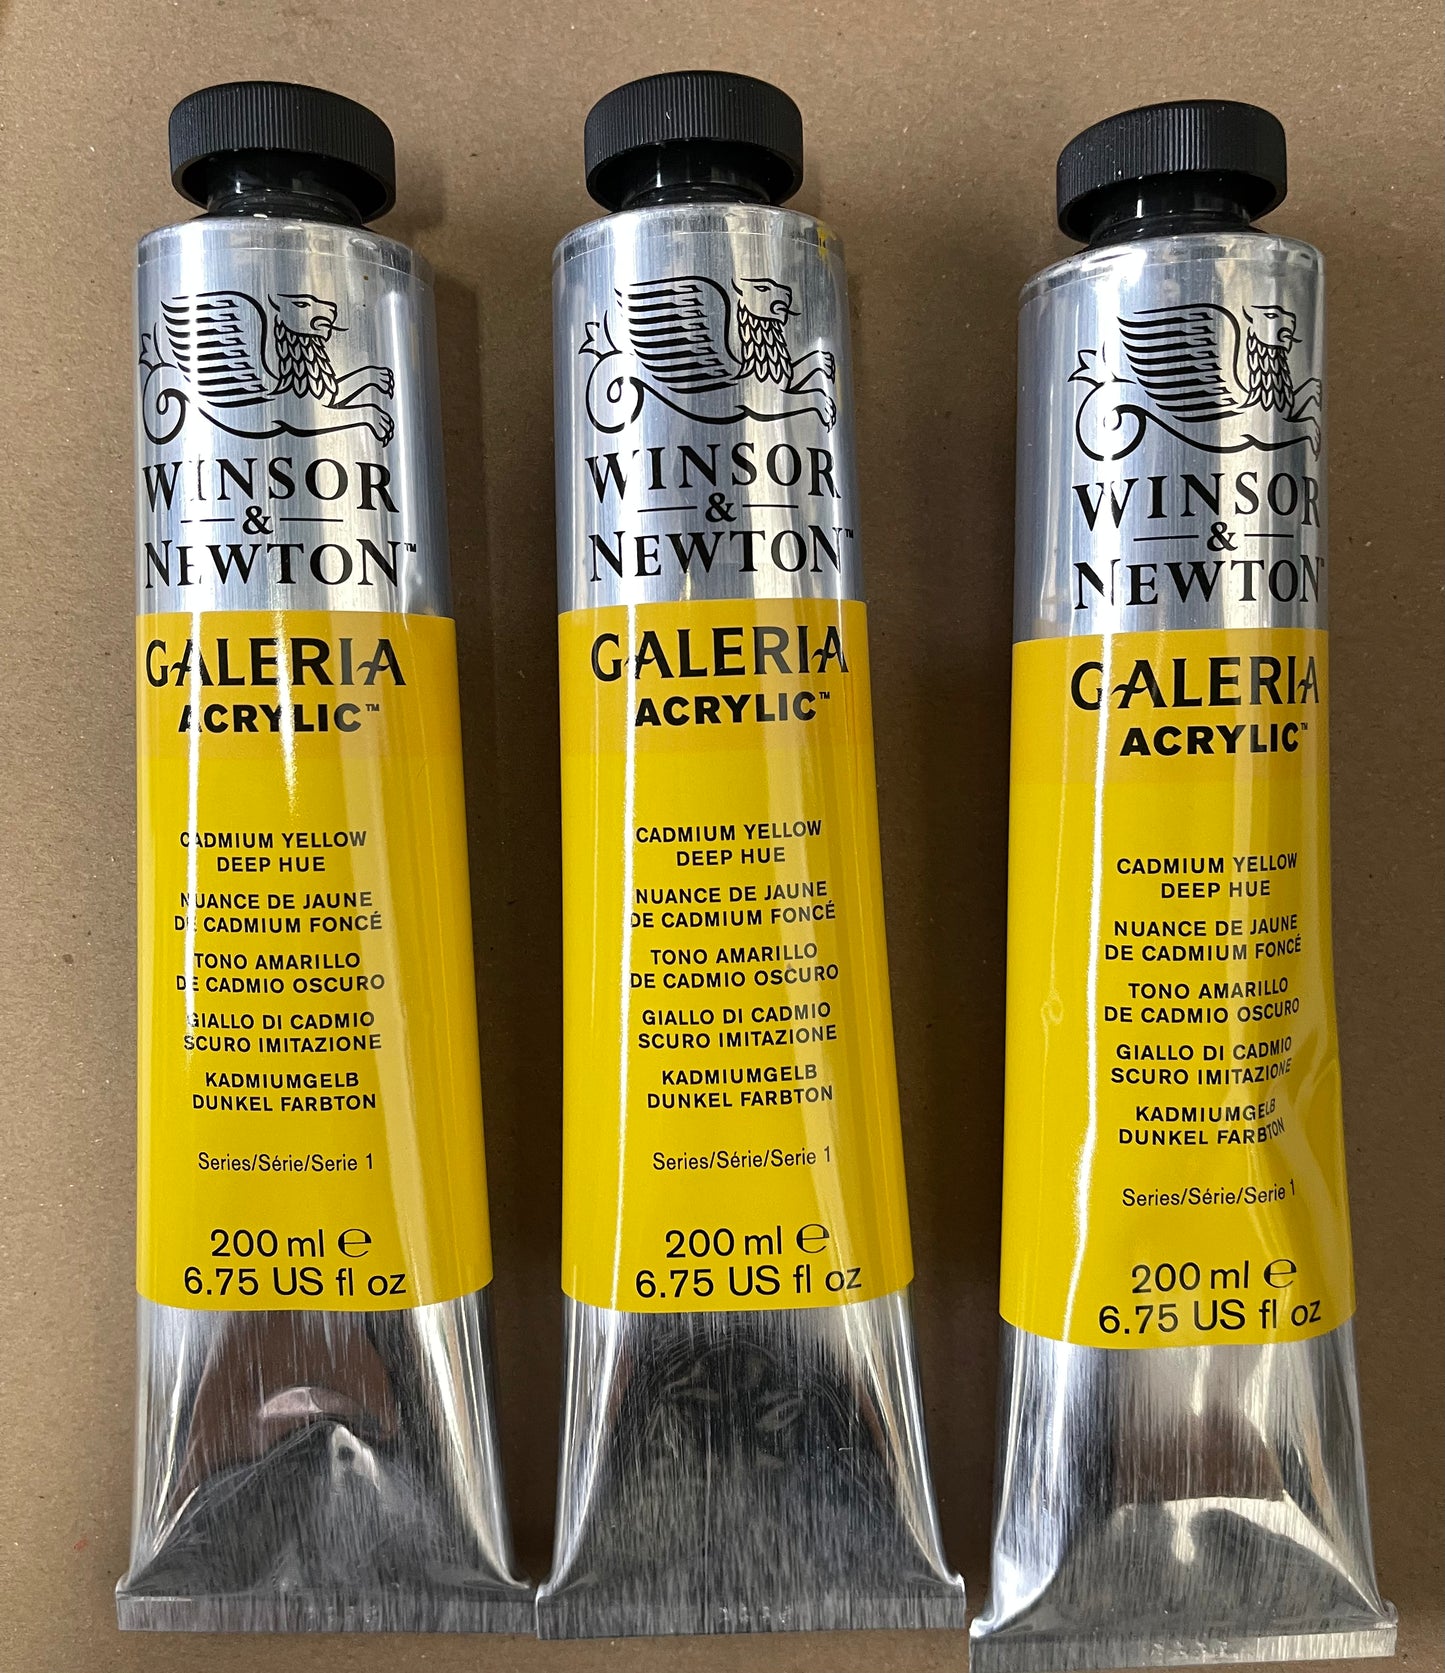 WINSOR
&
NEWTON™
GALERIA
ACRYLIC™
CADMIUM YELLOW
DEEP HUE
NUANCE DE JAUNE
DE CADMIUM FONCÉ
TONO AMARILLO
DE CADMIO OSCURO
GIALLO DI CADMIO
SCURO IMITAZIONE
KADMIUMGELB
DUNKEL FARBTON
Series/Série/Serie 1
200 ml ℮
6.75 US fl oz
WINSOR
&
NEWTON™
GALERIA
ACRYLIC™
CADMIUM YELLOW
DEEP HUE
NUANCE DE JAUNE
DE CADMIUM FONCÉ
TONO AMARILLO
DE CADMIO OSCURO
GIALLO DI CADMIO
SCURO IMITAZIONE
KADMIUMGELB
DUNKEL FARBTON
Series/Série/Serie 1
200 ml ℮
6.75 US fl oz
WINSOR
&
NEWTON™
GALERIA
ACRYLIC™
CADMIUM YELLOW
DEEP HUE
NUANCE DE JAUNE
DE CADMIUM FONCÉ
TONO AMARILLO
DE CADMIO OSCURO
GIALLO DI CADMIO
SCURO IMITAZIONE
KADMIUMGELB
DUNKEL FARBTON
Series/Série/Serie 1
200 ml ℮
6.75 US fl oz